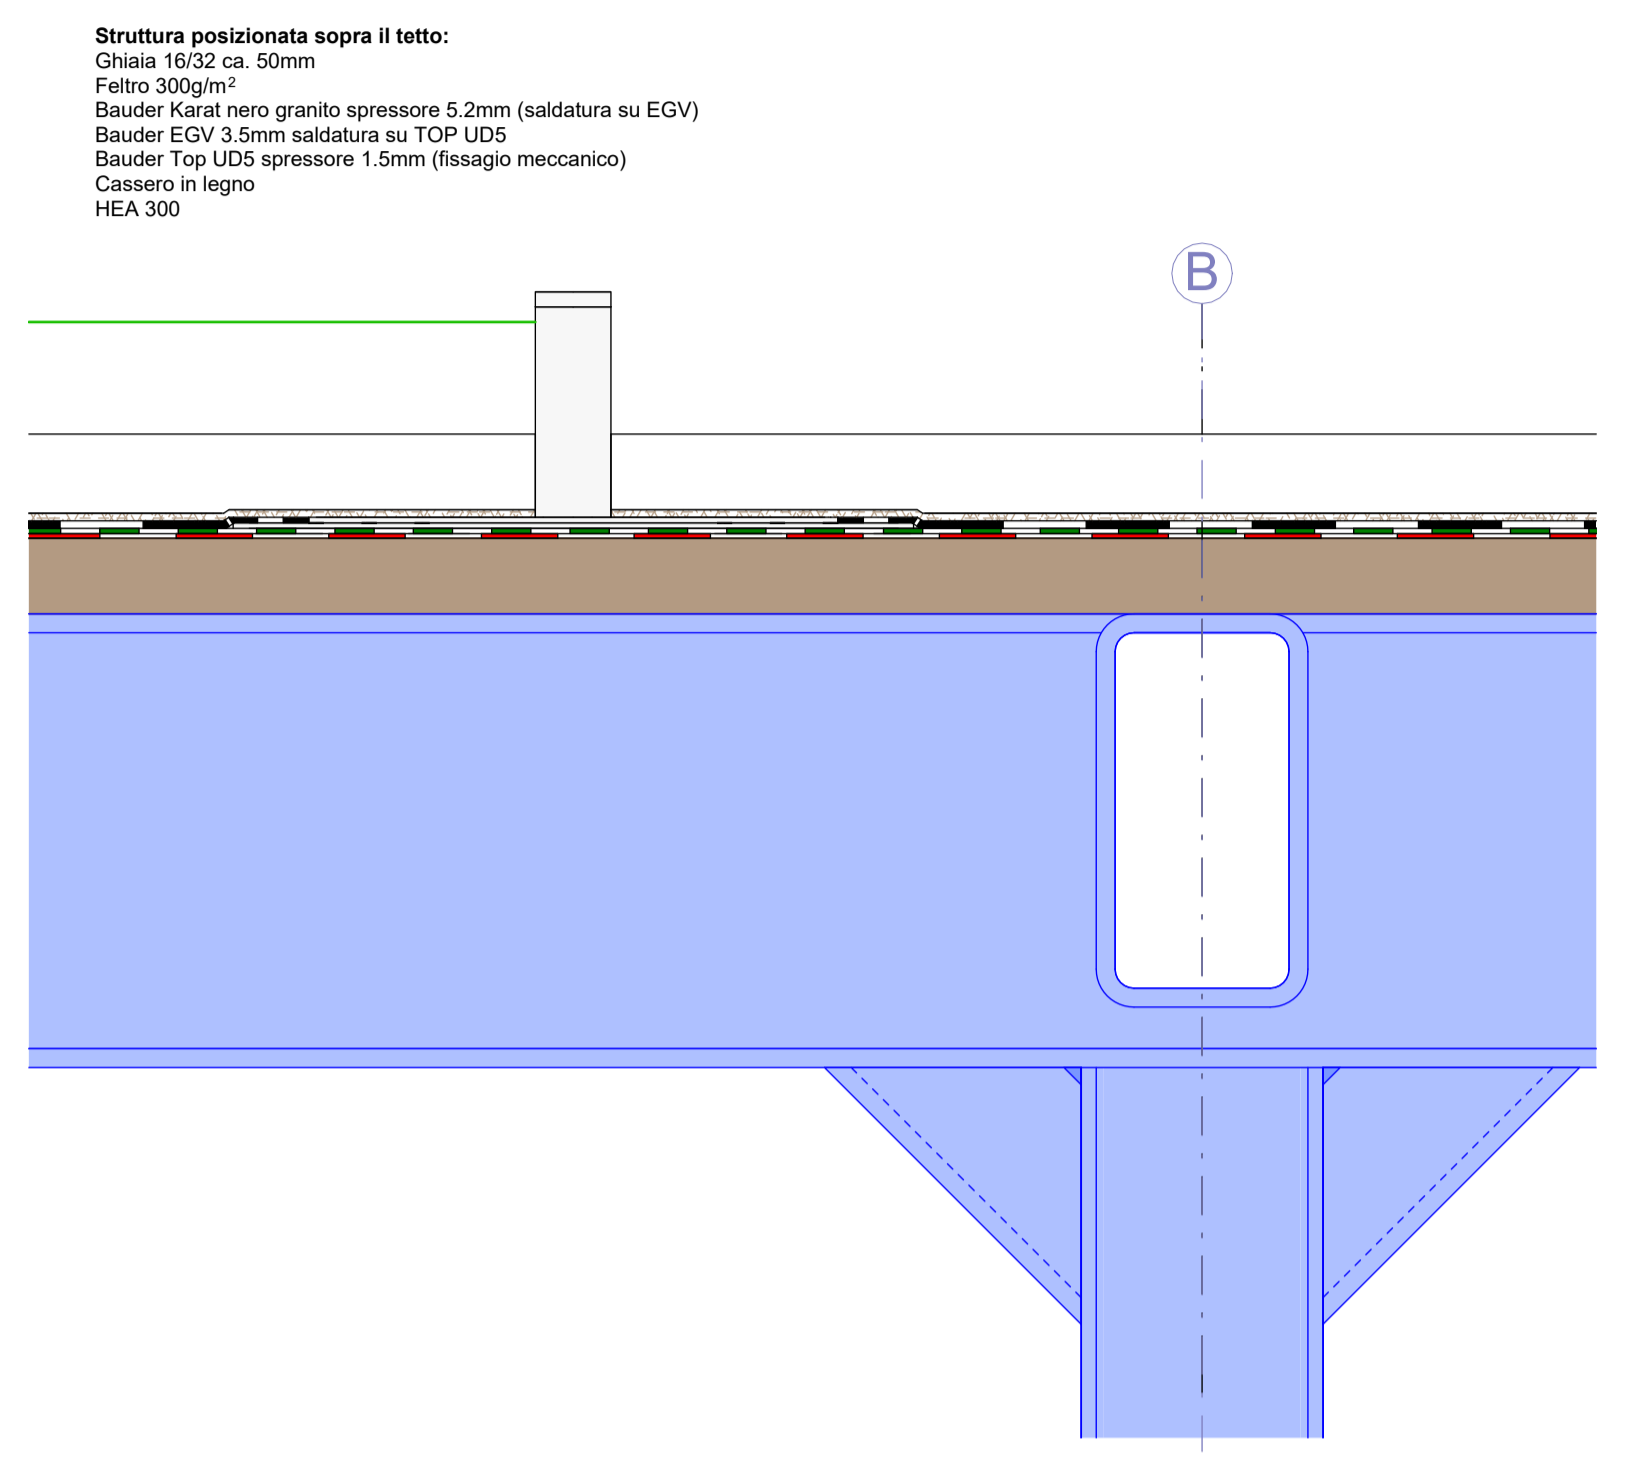 Struttura posizionata sopra il tetto:
Ghiaia 16/32 ca. 50mm
Feltro 300g/m²
Bauder Karat nero granito spressore 5.2mm (saldatura su EGV)
Bauder EGV 3.5mm saldatura su TOP UD5
Bauder Top UD5 spressore 1.5mm (fissagio meccanico)
Cassero in legno
HEA 300
B